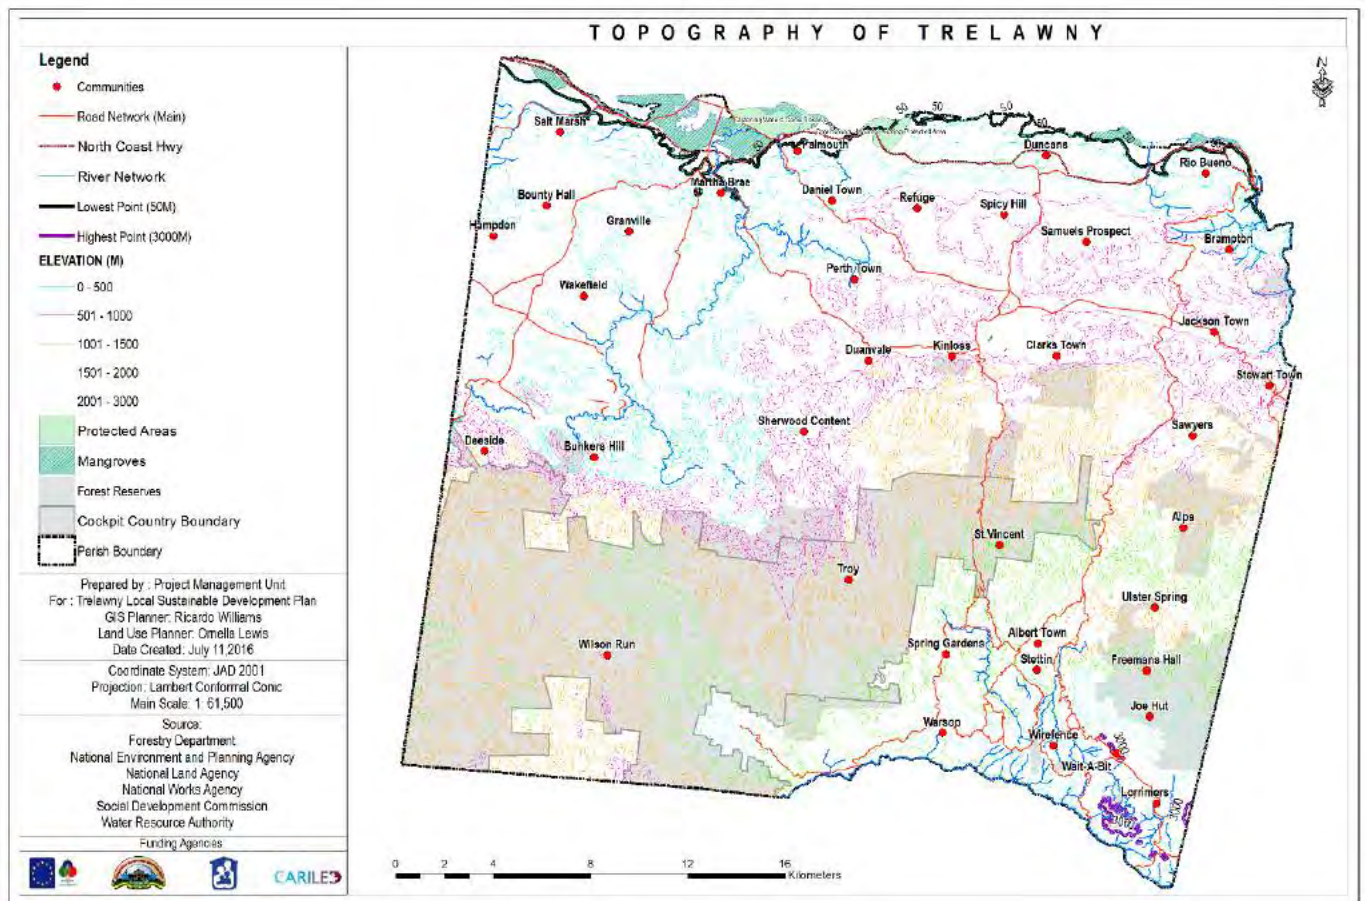 TOPOGRAPHY OF TRELAWNY
Legend
Communities
Road Network (Main)
North Coast Hwy
River Network
Lowest Point (50M)
Highest Point (3000M)
ELEVATION (M)
0 - 500
501 - 1000
1001 - 1500
1501 - 2000
2001 - 3000
Protected Areas
Mangroves
Forest Reserves
Cockpit Country Boundary
Parish Boundary
Prepared by : Project Management Unit
For : Trelawny Local Sustainable Development Plan
GIS Planner: Ricardo Williams
Land Use Planner: Ornella Lewis
Date Created: July 11,2016
Coordinate System: JAD 2001
Projection: Lambert Conformal Conic
Main Scale: 1: 61,500
Source:
Forestry Department
National Environment and Planning Agency
National Land Agency
National Works Agency
Social Development Commission
Water Resource Authority
Funding Agencies
CARILED
N
50
50
50
50
50
50
50
Salt Marsh
Falmouth
Duncans
Rio Bueno
Martha Brae
Daniel Town
Bounty Hall
Refuge
Spicy Hill
Granville
Hampden
Samuels Prospect
Brampton
Perth Town
Wakefield
Jackson Town
Duanvale
Kinloss
Clarks Town
Stewart Town
Sherwood Content
Sawyers
Deeside
Bunkers Hill
Alps
St.Vincent
Troy
Ulster Spring
Albert Town
Wilson Run
Spring Gardens
Stettin
Freemans Hall
Joe Hut
Warsop
Wirefence
3000
Wait-A-Bit
Lorrimers
3000
3000
0 2 4 8 12 16
Kilometers